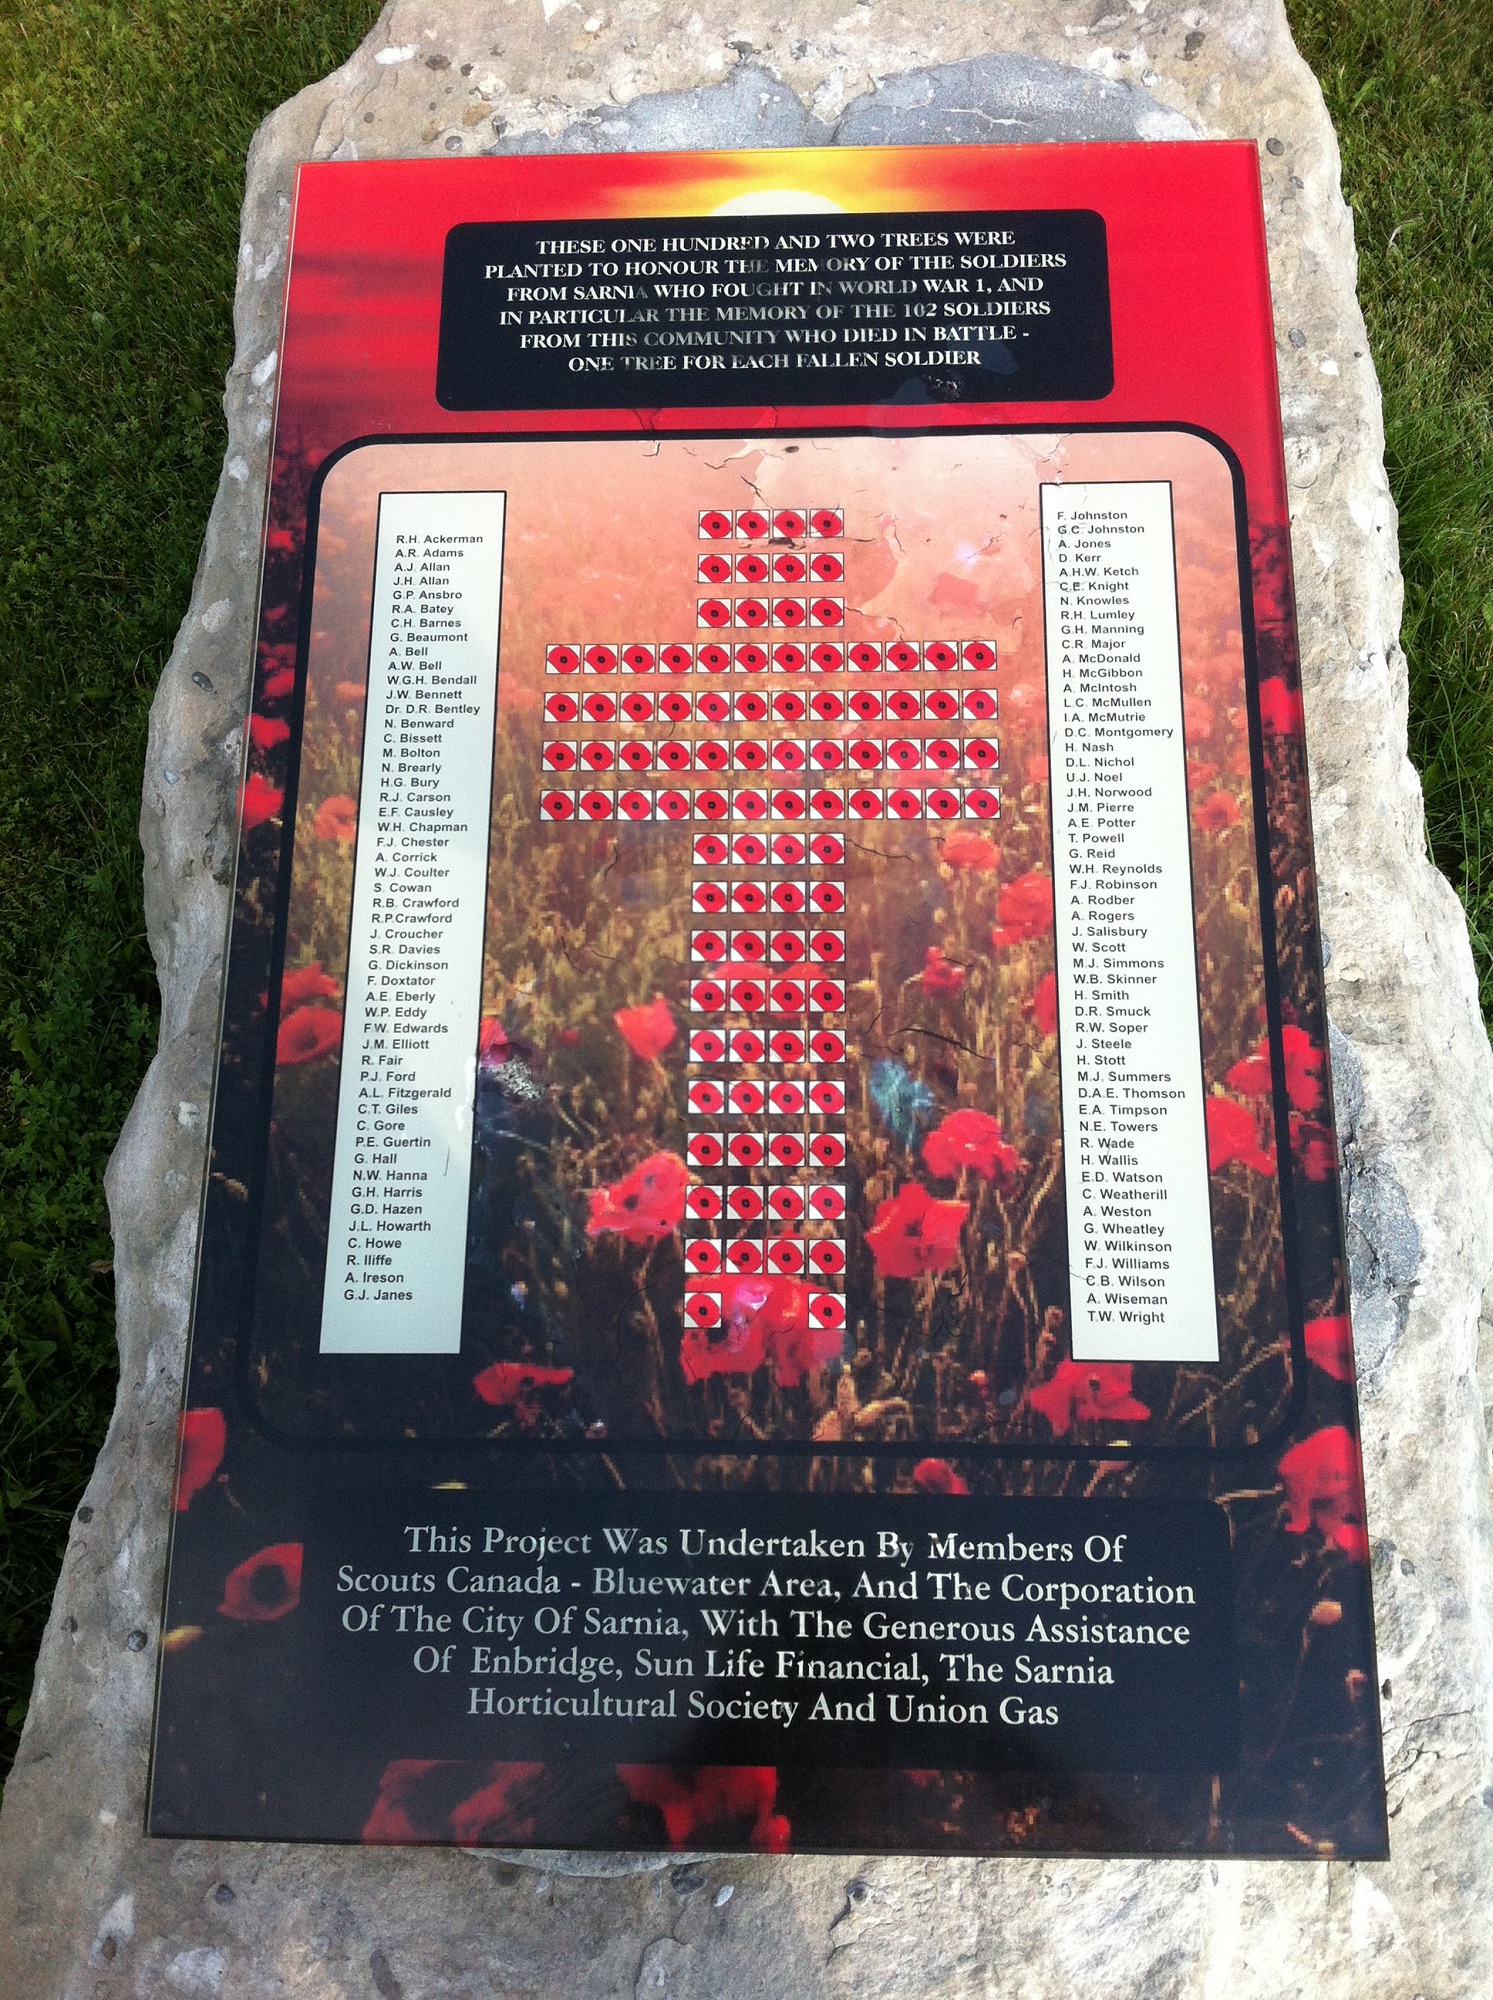 THESE ONE HUNDRED AND TWO TREES WERE
PLANTED TO HONOUR THE MEMORY OF THE SOLDIERS
FROM SARNIA WHO FOUGHT IN WORLD WAR 1, AND
IN PARTICULAR THE MEMORY OF THE 102 SOLDIERS
FROM THIS COMMUNITY WHO DIED IN BATTLE -
ONE TREE FOR EACH FALLEN SOLDIER
R.H. Ackerman
A.R. Adams
A.J. Allan
J.H. Allan
G.P. Ansbro
R.A. Batey
C.H. Barnes
G. Beaumont
A. Bell
A.W. Bell
W.G.H. Bendall
J.W. Bennett
Dr. D.R. Bentley
N. Benward
C. Bissett
M. Bolton
N. Brearly
H.G. Bury
R.J. Carson
E.F. Causley
W.H. Chapman
F.J. Chester
A. Corrick
W.J. Coulter
S. Cowan
R.B. Crawford
R.P.Crawford
J. Croucher
S.R. Davies
G. Dickinson
F. Doxtator
A.E. Eberly
W.P. Eddy
F.W. Edwards
J.M. Elliott
R. Fair
P.J. Ford
A.L. Fitzgerald
C.T. Giles
C. Gore
P.E. Guertin
G. Hall
N.W. Hanna
G.H. Harris
G.D. Hazen
J.L. Howarth
C. Howe
R. Iliffe
A. Ireson
G.J. Janes
F. Johnston
G.C. Johnston
A. Jones
D. Kerr
A.H.W. Ketch
C.E. Knight
N. Knowles
R.H. Lumley
G.H. Manning
C.R. Major
A. McDonald
H. McGibbon
A. McIntosh
L.C. McMullen
I.A. McMutrie
D.C. Montgomery
H. Nash
D.L. Nichol
U.J. Noel
J.H. Norwood
J.M. Pierre
A.E. Potter
T. Powell
G. Reid
W.H. Reynolds
F.J. Robinson
A. Rodber
A. Rogers
J. Salisbury
W. Scott
M.J. Simmons
W.B. Skinner
H. Smith
D.R. Smuck
R.W. Soper
J. Steele
H. Stott
M.J. Summers
D.A.E. Thomson
E.A. Timpson
N.E. Towers
R. Wade
H. Wallis
E.D. Watson
C. Weatherill
A. Weston
G. Wheatley
W. Wilkinson
F.J. Williams
C.B. Wilson
A. Wiseman
T.W. Wright
This Project Was Undertaken By Members Of
Scouts Canada - Bluewater Area, And The Corporation
Of The City Of Sarnia, With The Generous Assistance
Of Enbridge, Sun Life Financial, The Sarnia
Horticultural Society And Union Gas